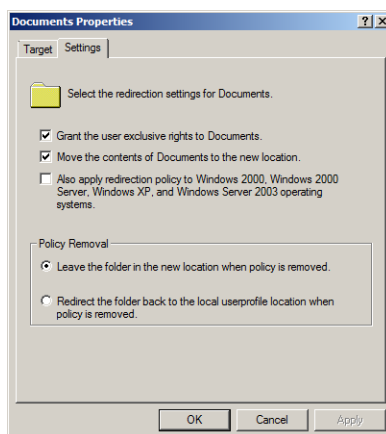 Documents Properties
Target
Settings
Select the redirection settings for Documents.
Grant the user exclusive rights to Documents.
Move the contents of Documents to the new location.
Also apply redirection policy to Windows 2000, Windows 2000
Server, Windows XP, and Windows Server 2003 operating
systems.
Policy Removal
Leave the folder in the new location when policy is removed.
Redirect the folder back to the local userprofile location when
policy is removed.
OK
Cancel
Apply